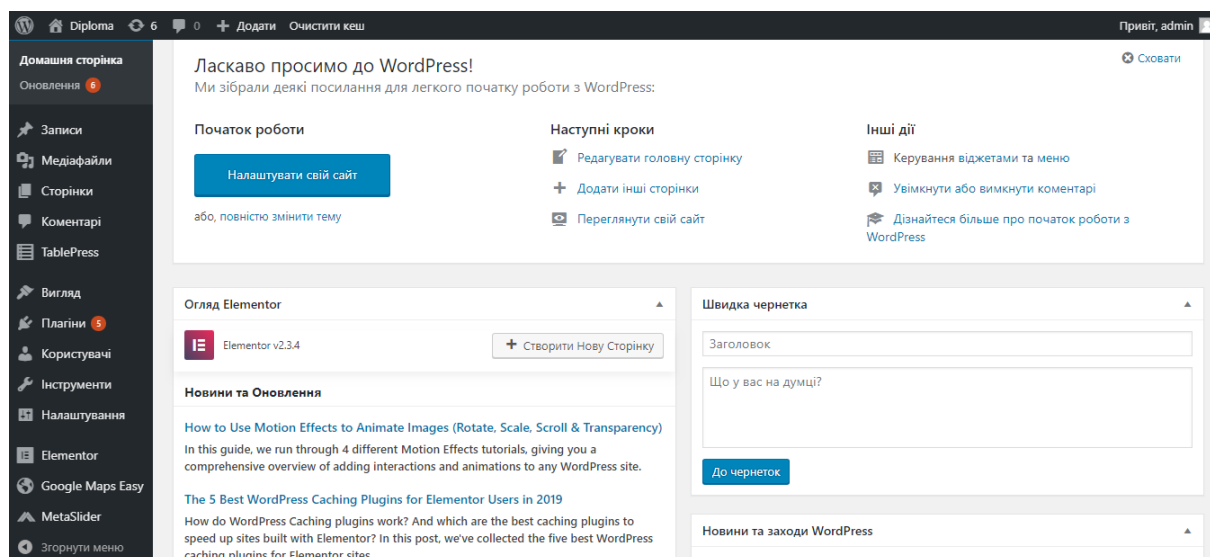 Diploma 6 0 Додати Очистити кеш Привіт, admin
Домашня сторінка
Оновлення 6
Записи
Медіафайли
Сторінки
Коментарі
TablePress
Вигляд
Плагіни 5
Користувачі
Інструменти
Налаштування
Elementor
Google Maps Easy
MetaSlider
Згорнути меню
Ласкаво просимо до WordPress!
Сховати
Ми зібрали деякі посилання для легкого початку роботи з WordPress:
Початок роботи
Налаштувати свій сайт
або, повністю змінити тему
Наступні кроки
Редагувати головну сторінку
Додати інші сторінки
Переглянути свій сайт
Інші дії
Керування віджетами та меню
Увімкнути або вимкнути коментарі
Дізнайтеся більше про початок роботи з
WordPress
Огляд Elementor
Elementor v2.3.4
Створити Нову Сторінку
Новини та Оновлення
How to Use Motion Effects to Animate Images (Rotate, Scale, Scroll & Transparency)
In this guide, we run through 4 different Motion Effects tutorials, giving you a
comprehensive overview of adding interactions and animations to any WordPress site.
The 5 Best WordPress Caching Plugins for Elementor Users in 2019
How do WordPress Caching plugins work? And which are the best caching plugins to
speed up sites built with Elementor? In this post, we've collected the five best WordPress
caching plugins for Elementor sites
Швидка чернетка
Заголовок
Що у вас на думці?
До чернеток
Новини та заходи WordPress